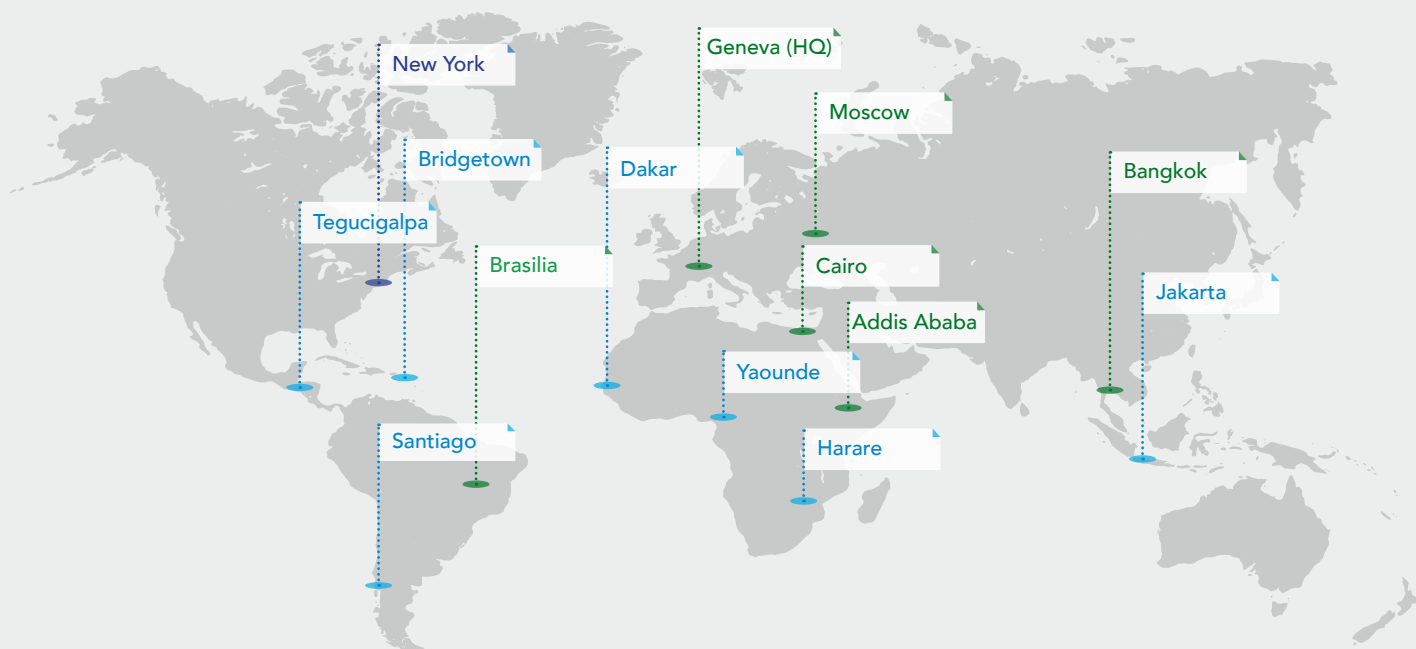 New York
Geneva (HQ)
Moscow
Bridgetown
Dakar
Bangkok
Tegucigalpa
Brasilia
Cairo
Jakarta
Addis Ababa
Yaounde
Santiago
Harare